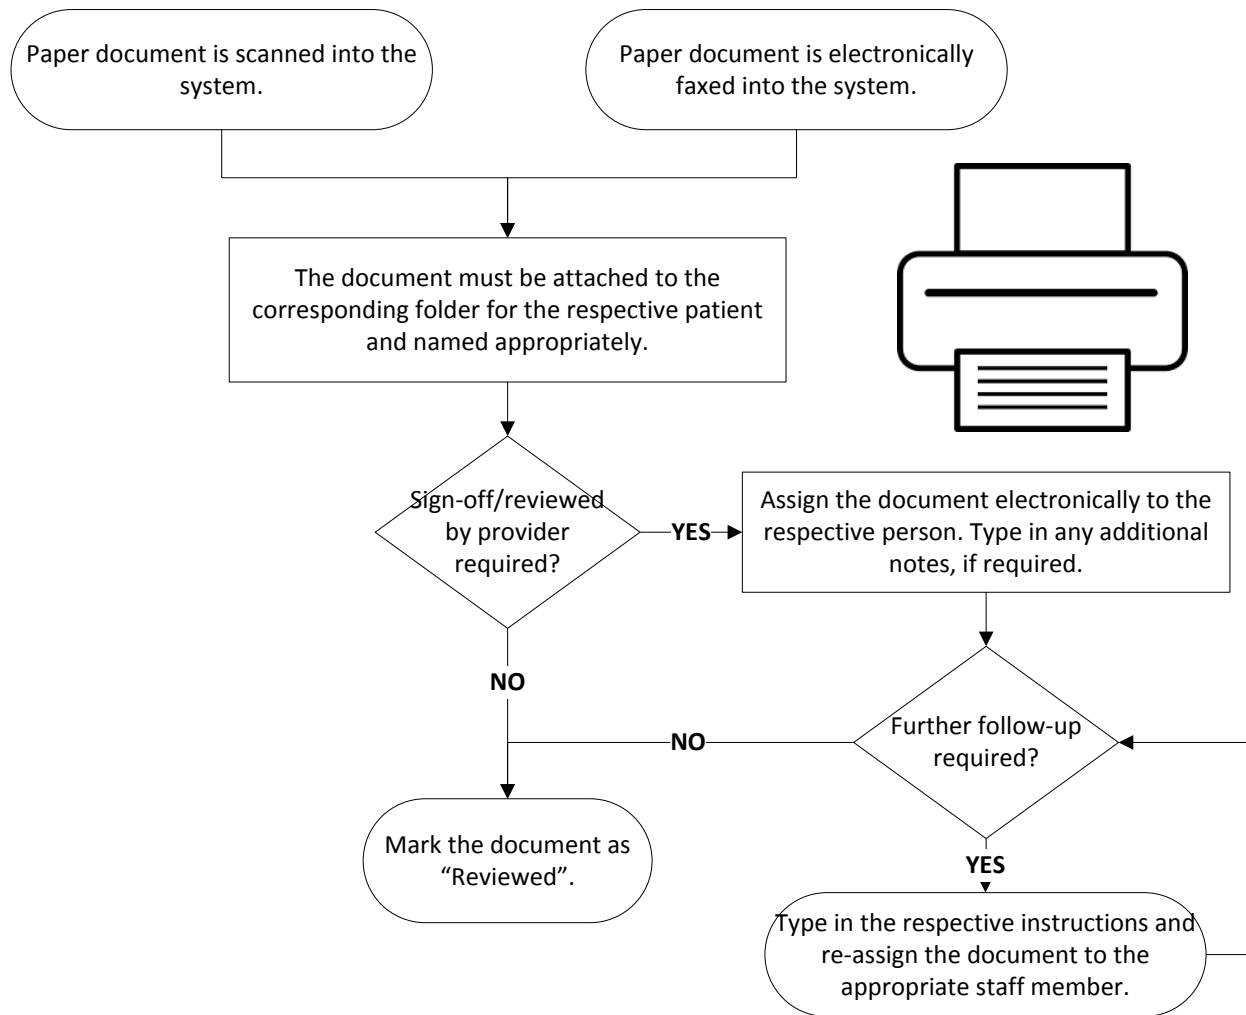 Paper document is scanned into the
system.
Paper document is electronically
faxed into the system.
The document must be attached to the
corresponding folder for the respective patient
and named appropriately.
Sign-off/reviewed
by provider
required?
YES
Assign the document electronically to the
respective person. Type in any additional
notes, if required.
NO
NO
Further follow-up
required?
YES
Mark the document as
“Reviewed”.
Type in the respective instructions and
re-assign the document to the
appropriate staff member.